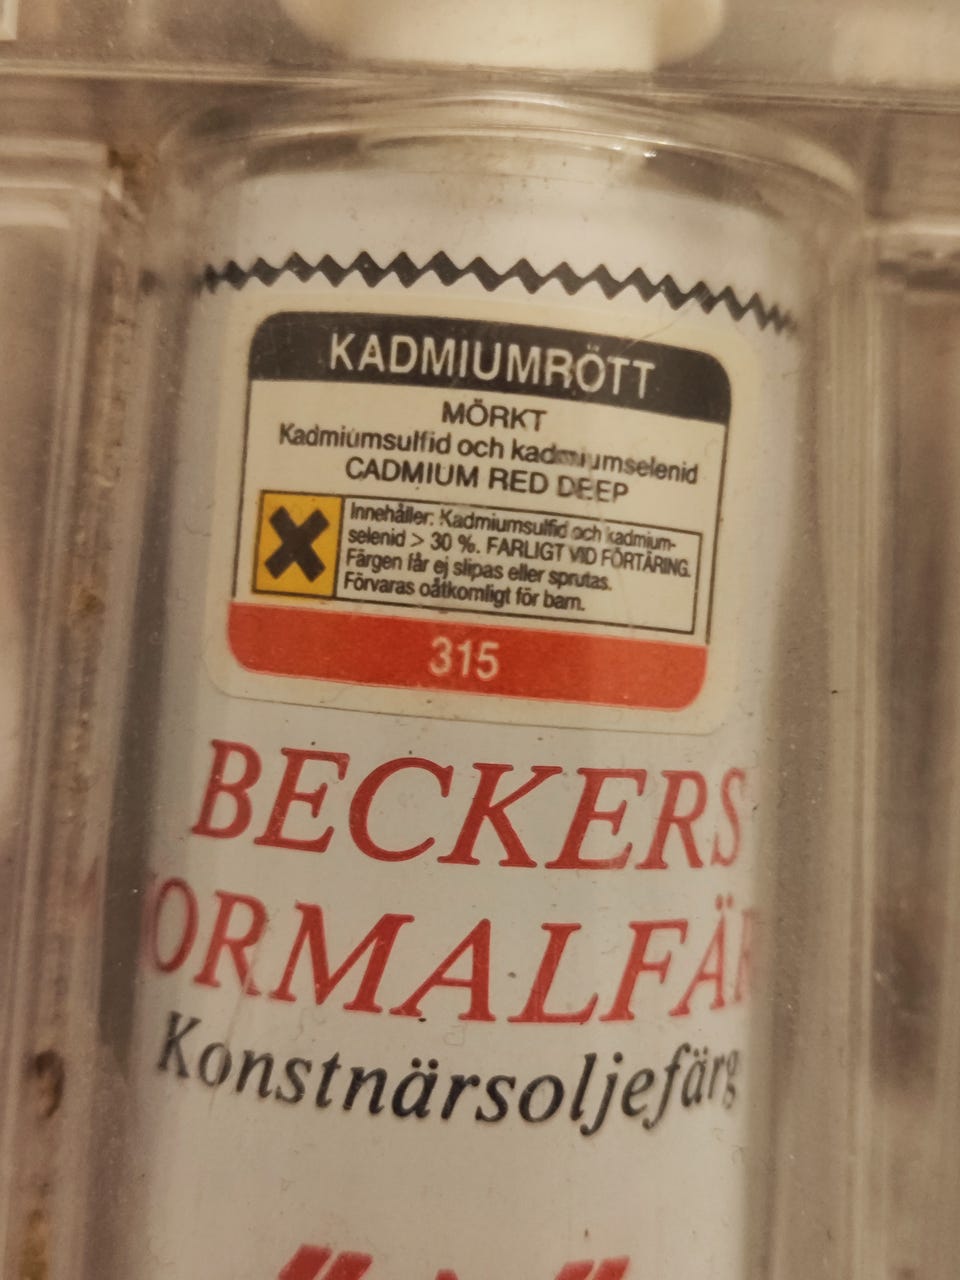 KADMIUMRÖTT
MÖRKT
Kadmiumsulfid och kadmiumselenid
CADMIUM RED DEEP
Innehåller: Kadmiumsulfid och kadmium-
selenid > 30 %. FARLIGT VID FÖRTÄRING.
Färgen får ej slipas eller sprutas.
Förvaras oåtkomligt för barn.
315
BECKERS
ORMALFÄR
Konstnärsoljefärg